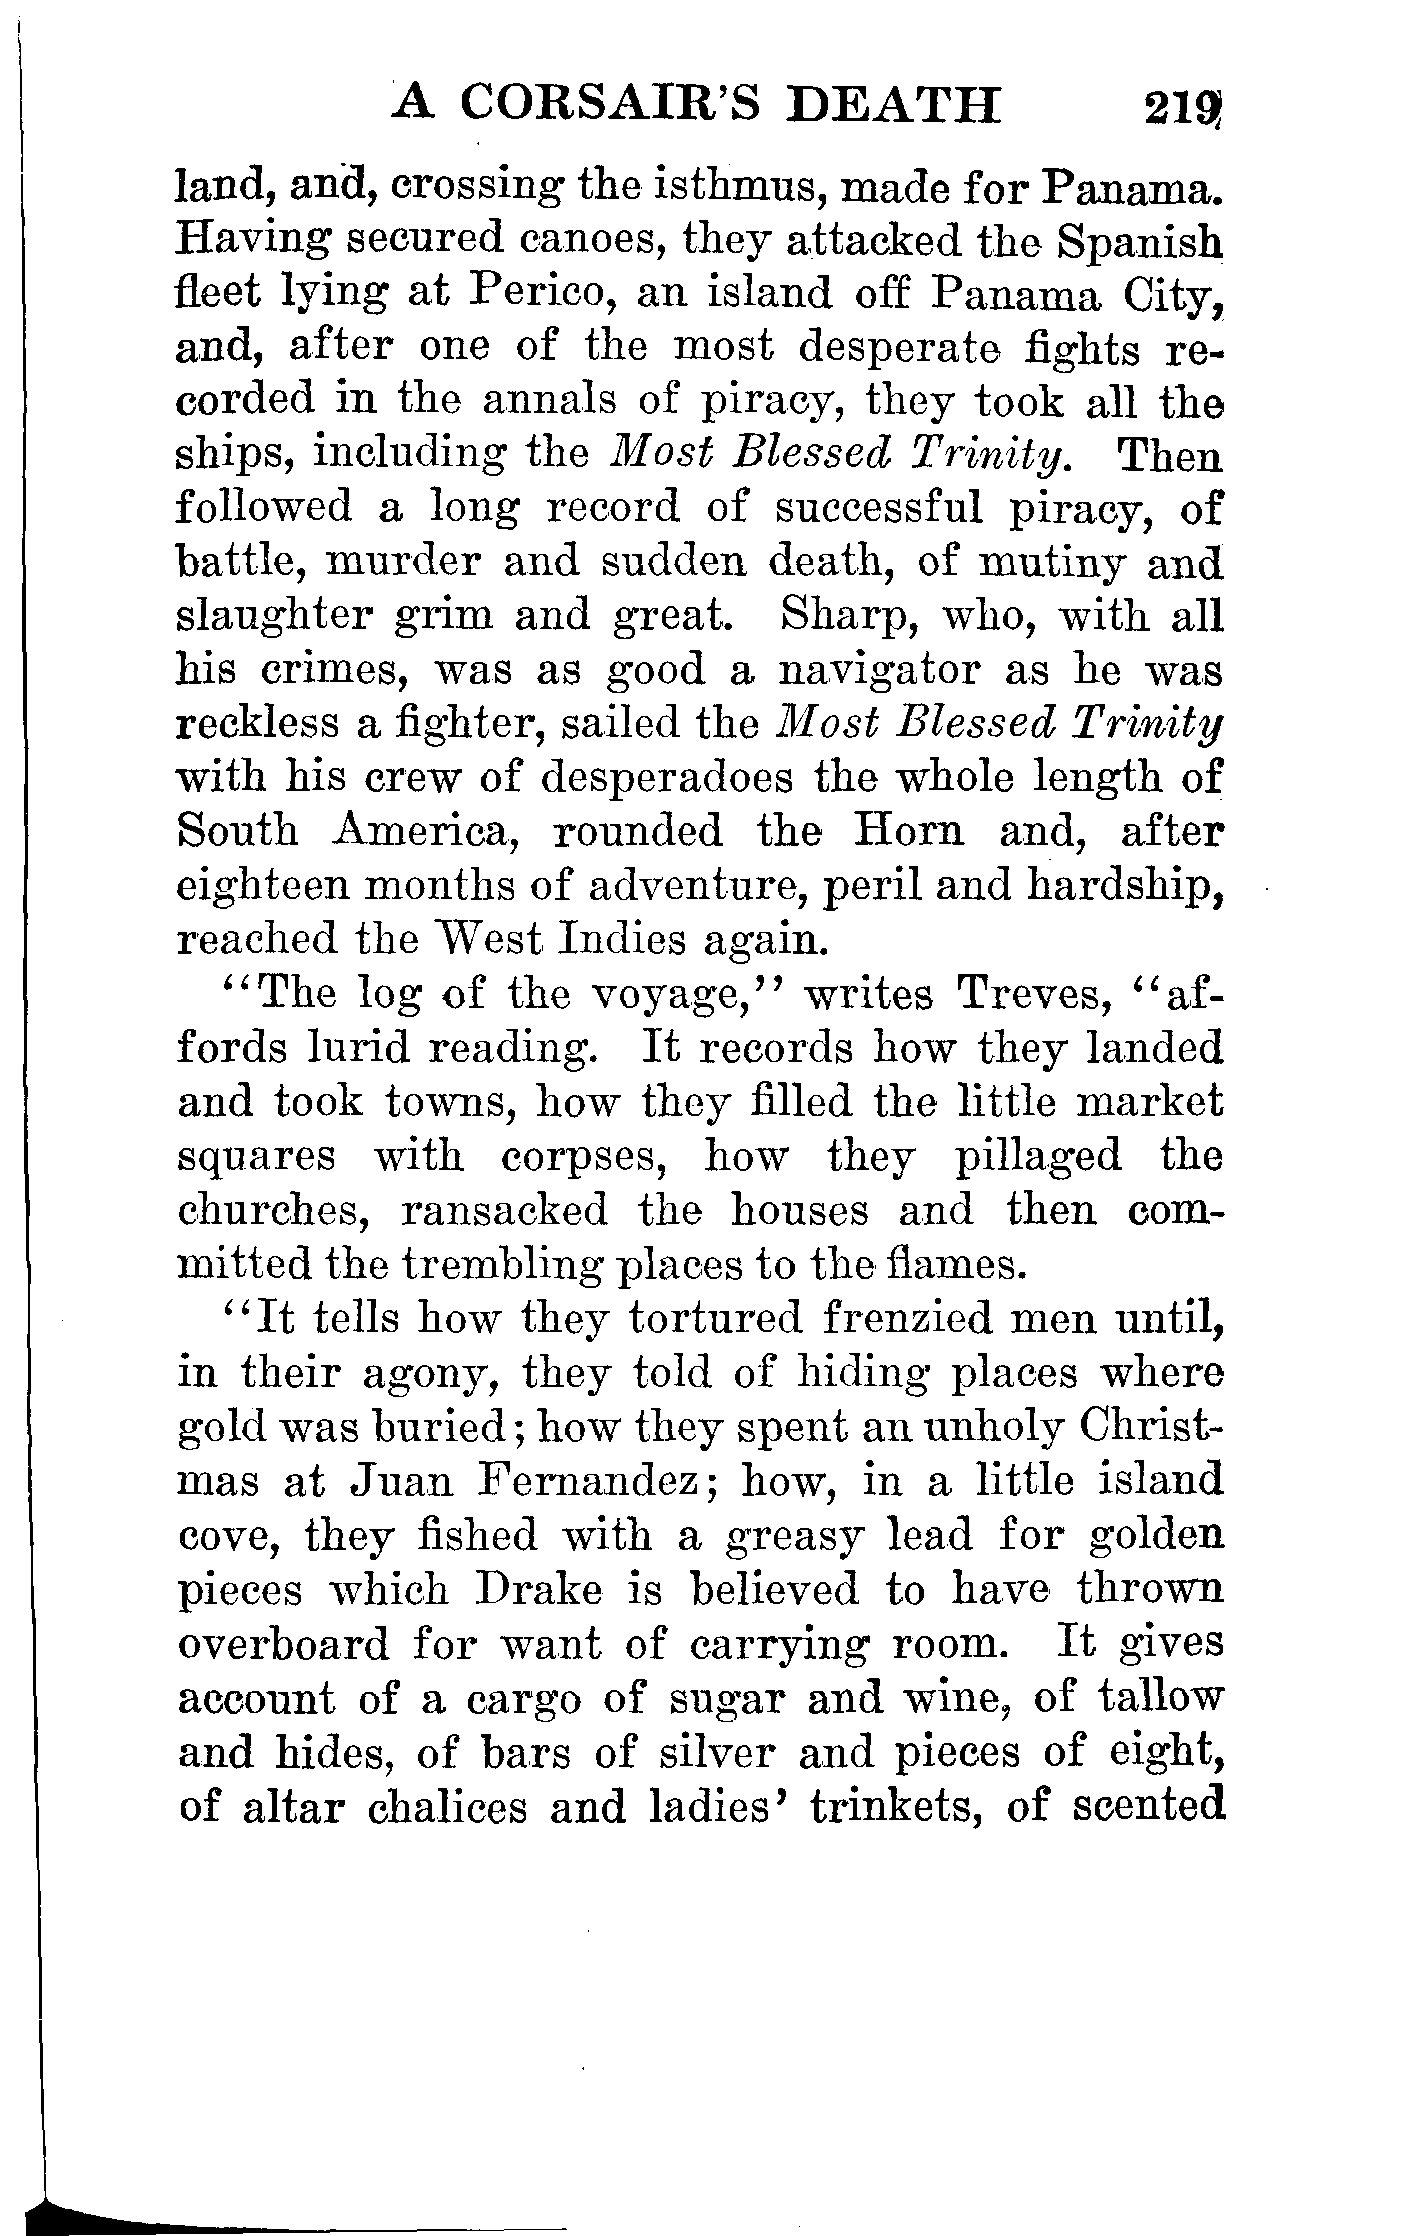 A CORSAIR'S DEATH 219
land, and, crossing the isthmus, made for Panama.
Having secured canoes, they attacked the Spanish
fleet lying at Perico, an island off Panama City,
and, after one of the most desperate fights re-
corded in the annals of piracy, they took all the
ships, including the Most Blessed Trinity. Then
followed a long record of successful piracy, of
battle, murder and sudden death, of mutiny and
slaughter grim and great. Sharp, who, with all
his crimes, was as good a navigator as he was
reckless a fighter, sailed the Most Blessed Trinity
with his crew of desperadoes the whole length of
South America, rounded the Horn and, after
eighteen months of adventure, peril and hardship,
reached the West Indies again.
"The log of the voyage," writes Treves, "af-
fords lurid reading. It records how they landed
and took towns, how they filled the little market
squares with corpses, how they pillaged the
churches, ransacked the houses and then com-
mitted the trembling places to the flames.
"It tells how they tortured frenzied men until,
in their agony, they told of hiding places where
gold was buried; how they spent an unholy Christ-
mas at Juan Fernandez; how, in a little island
cove, they fished with a greasy lead for golden
pieces which Drake is believed to have thrown
overboard for want of carrying room. It gives
account of a cargo of sugar and wine, of tallow
and hides, of bars of silver and pieces of eight,
of altar chalices and ladies' trinkets, of scented